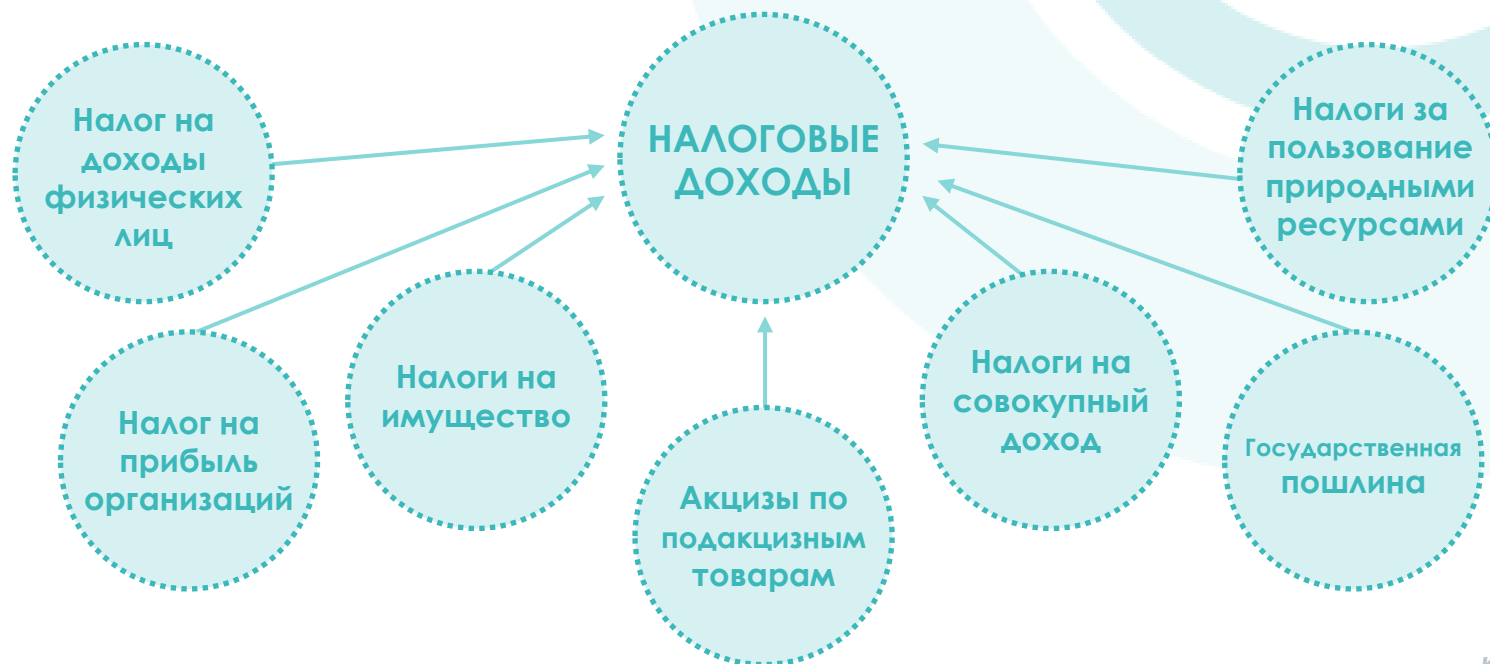 НАЛОГОВЫЕ
ДОХОДЫ
Налог на
доходы
физических
лиц
Налоги за
пользование
природными
ресурсами
Налог на
прибыль
организаций
Налоги на
имущество
Акцизы по
подакцизным
товарам
Налоги на
совокупный
доход
Государственная
пошлина